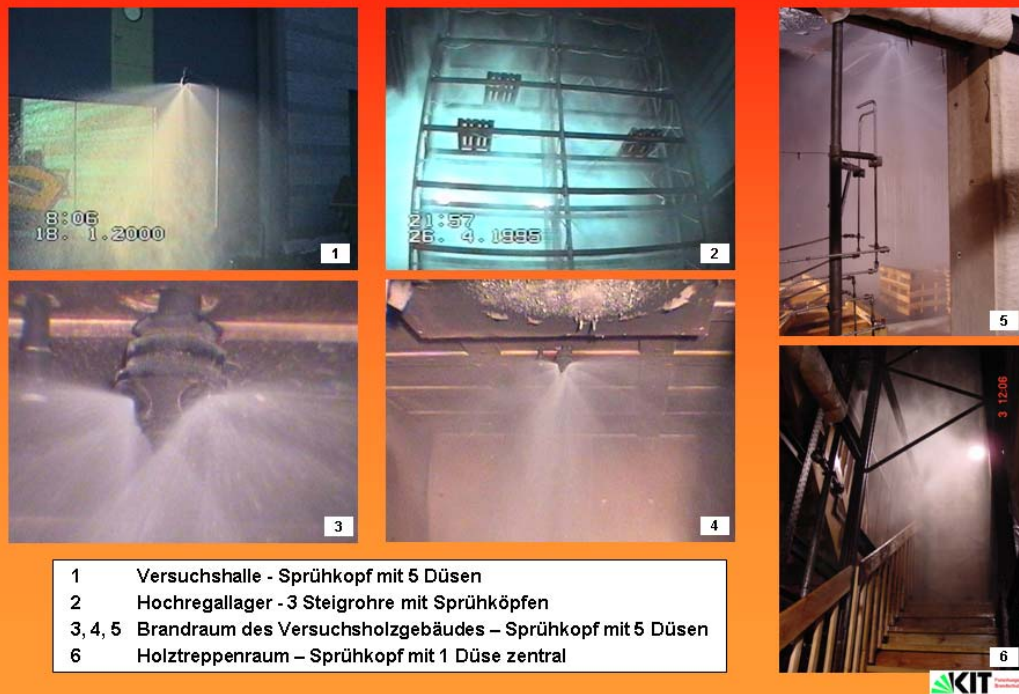 8:06
18. 1.2000
1
21:57
26. 4.1995
2
5
3
4
3 12:06
6
1 Versuchshalle - Sprühkopf mit 5 Düsen
2 Hochregallager - 3 Steigrohre mit Sprühköpfen
3, 4, 5 Brandraum des Versuchsholzgebäudes – Sprühkopf mit 5 Düsen
6 Holztreppenraum – Sprühkopf mit 1 Düse zentral
KIT